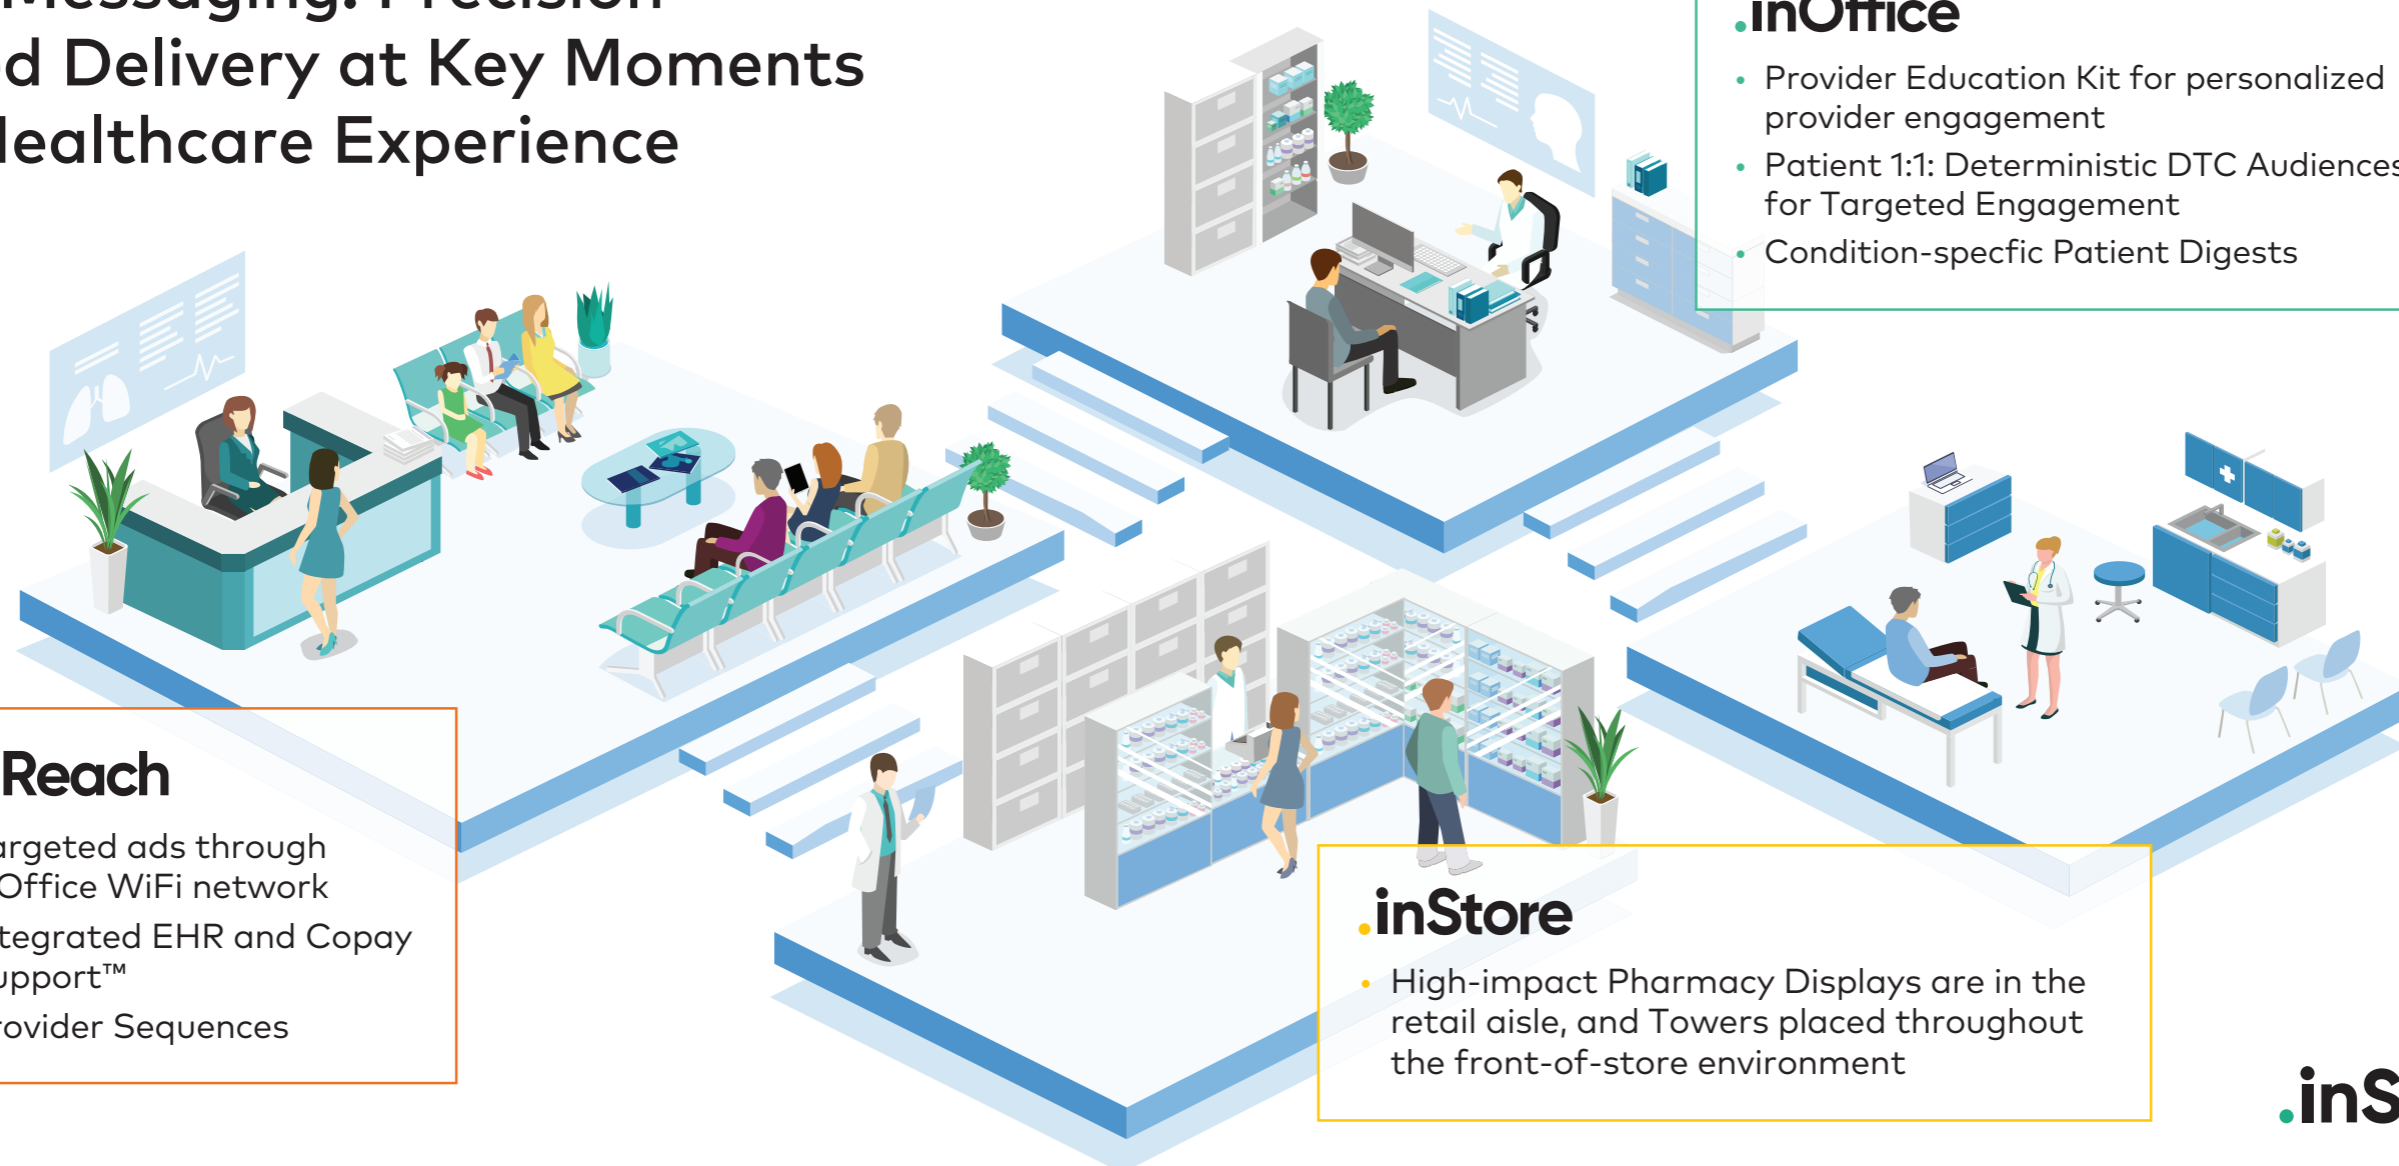 Messaging: Precision
d Delivery at Key Moments
Healthcare Experience
.inOffice
• Provider Education Kit for personalized
provider engagement
• Patient 1:1: Deterministic DTC Audiences
for Targeted Engagement
• Condition-specfic Patient Digests
Reach
argeted ads through
Office WiFi network
tegrated EHR and Copay
upport™
rovider Sequences
.inStore
• High-impact Pharmacy Displays are in the
retail aisle, and Towers placed throughout
the front-of-store environment
.inS